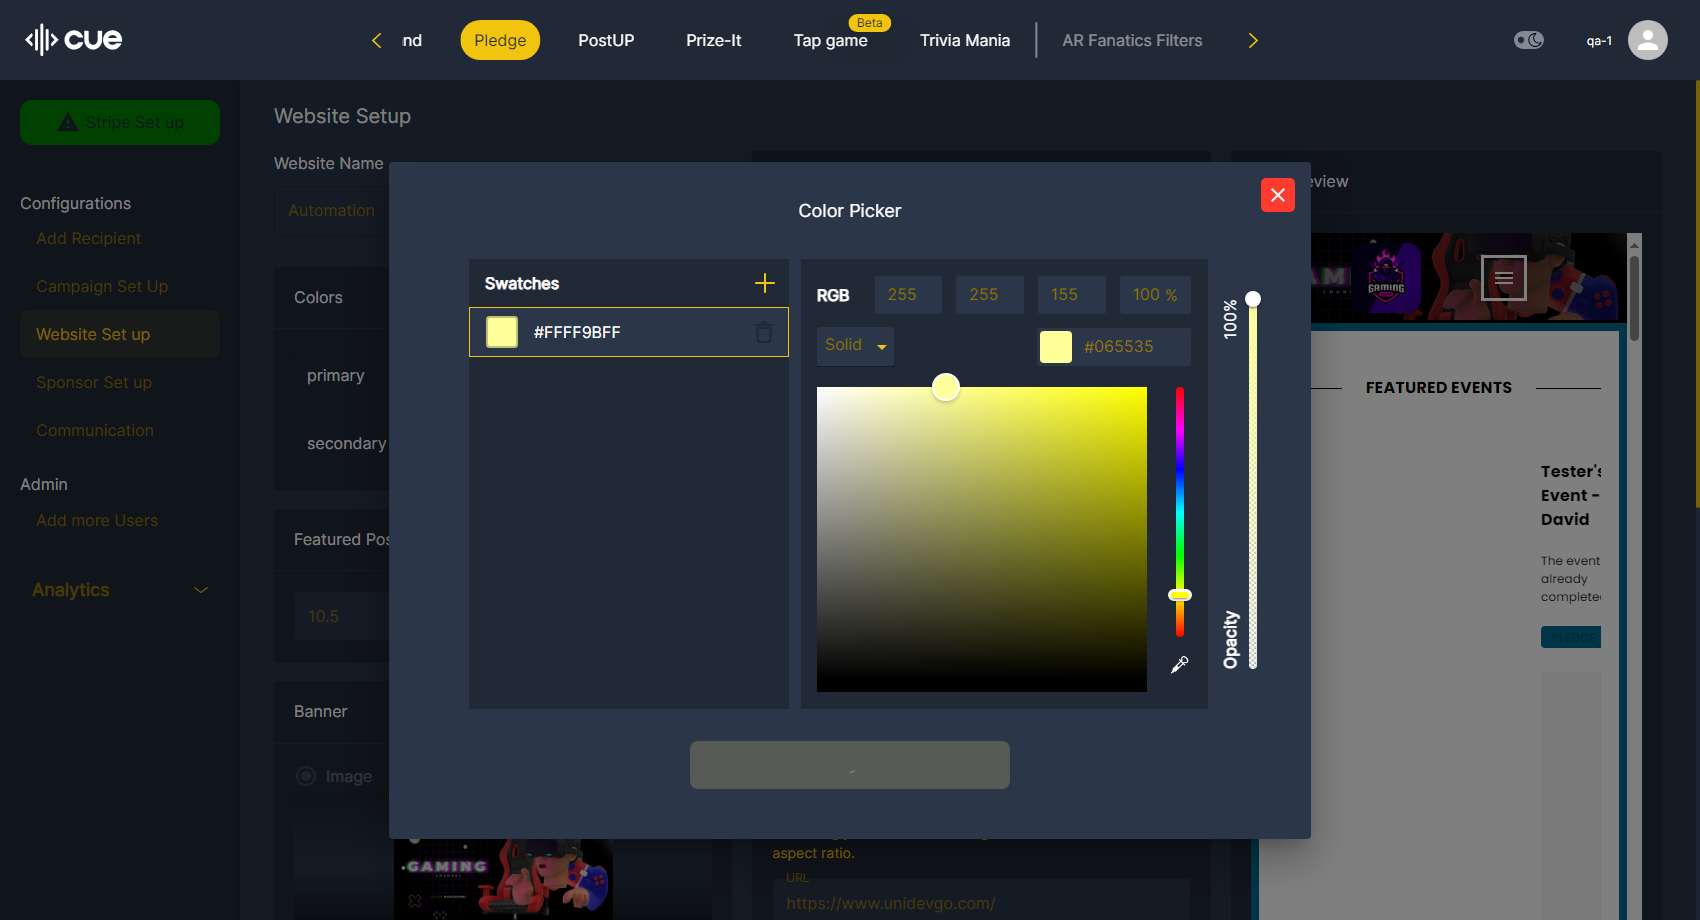 cue
nd
Pledge
PostUP
Prize-It
Beta
Tap game
Trivia Mania
AR Fanatics Filters
qa-1
Stripe Set up
Configurations
Add Recipient
Campaign Set Up
Website Set up
Sponsor Set up
Communication
Admin
Add more Users
Analytics
Website Setup
Website Name
Automation
Colors
primary
secondary
Featured Pos
10.5
Banner
Image
GAMING
Color Picker
Swatches
#FFFF9BFF
RGB
255
255
155
100 %
Solid
#065535
100%
Opacity
aspect ratio.
URL
https://www.unidevgo.com/
eview
GAMING
FEATURED EVENTS
Tester's
Event -
David
The event
already
complete
PLEDGE